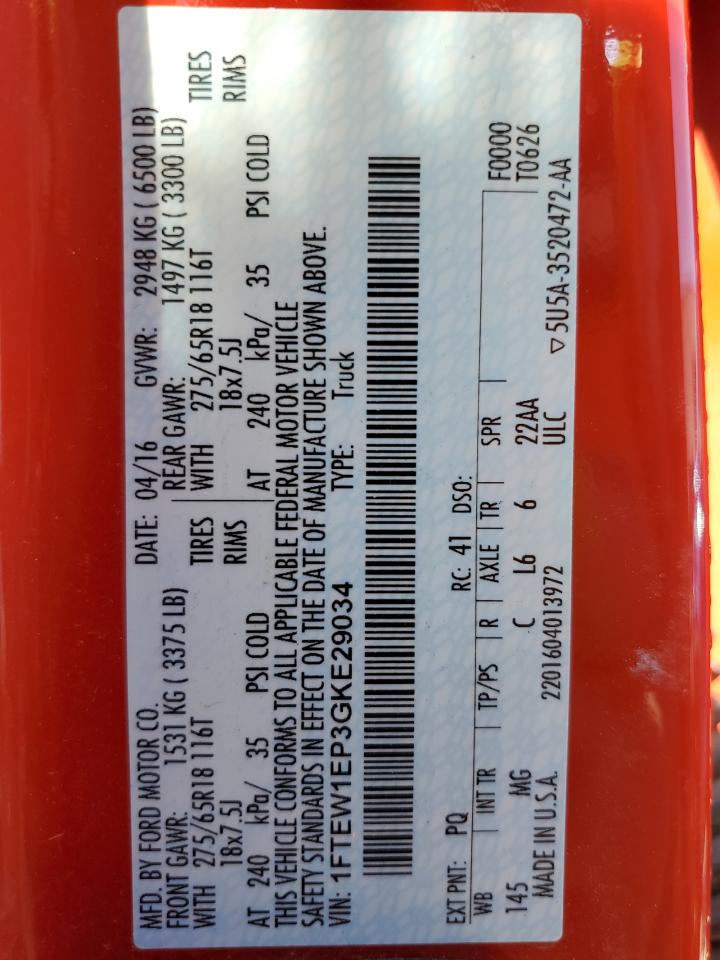 MFD. BY FORD MOTOR CO. DATE: 04/16 GVWR: 2948 KG ( 6500 LB)
FRONT GAWR: 1531 KG ( 3375 LB) REAR GAWR: 1497 KG ( 3300 LB)
WITH 275/65R18 116T TIRES WITH 275/65R18 116T TIRES
18x7.5J RIMS 18x7.5J RIMS
AT 240 kPa/ 35 PSI COLD AT 240 kPa/ 35 PSI COLD
THIS VEHICLE CONFORMS TO ALL APPLICABLE FEDERAL MOTOR VEHICLE
SAFETY STANDARDS IN EFFECT ON THE DATE OF MANUFACTURE SHOWN ABOVE.
VIN: 1FTEW1EP3GKE29034 TYPE: Truck
EXT PNT: PQ RC: 41 DSO: F0000
WB INT TR TP/PS R AXLE TR SPR T0626
145 MG C L6 6 22AA
MADE IN U.S.A. 2201604013972 ULC ▽5U5A-3520472-AA